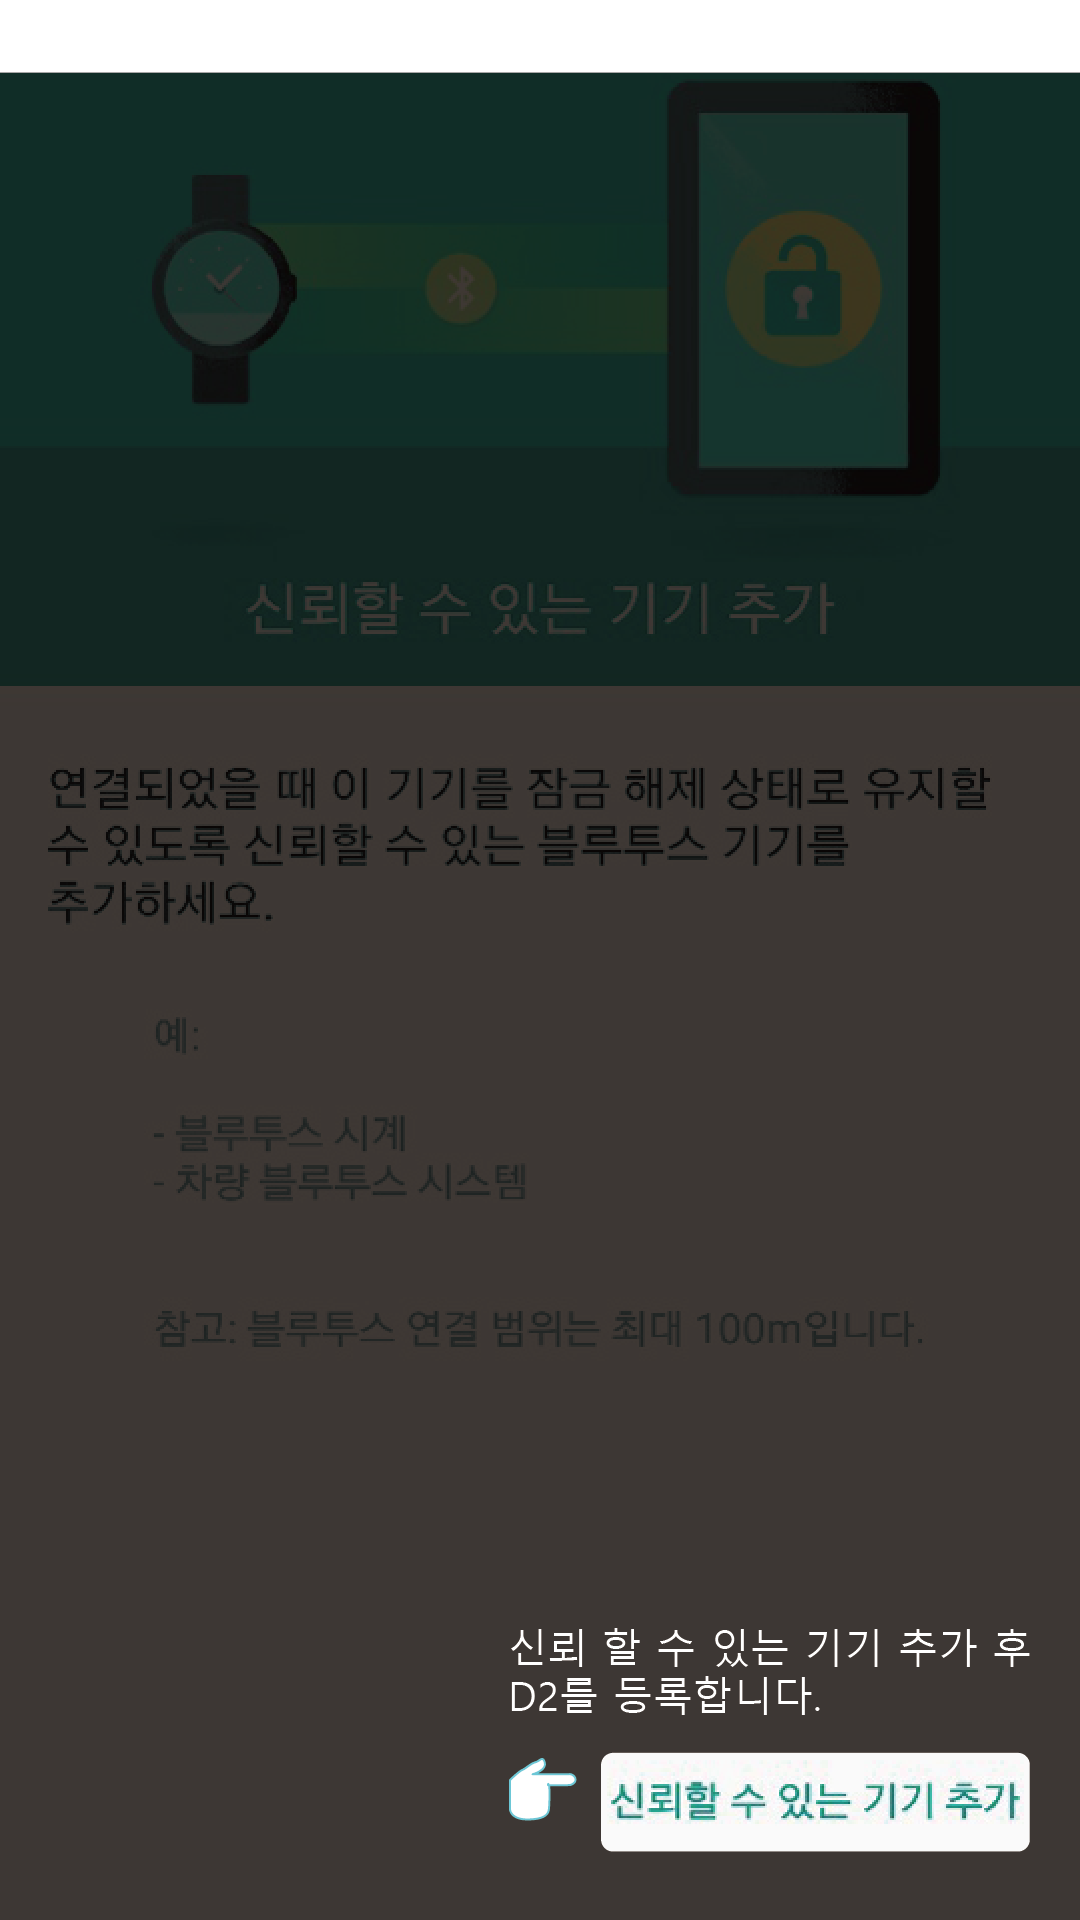 신뢰할 수 있는 기기 추가
연결되었을 때 이 기기를 잠금 해제 상태로 유지할
수 있도록 신뢰할 수 있는 블루투스 기기를
추가하세요.
예:
- 블루투스 시계
- 차량 블루투스 시스템
참고: 블루투스 연결 범위는 최대 100m입니다.
신뢰 할 수 있는 기기 추가 후
D2를 등록합니다.
신뢰할 수 있는 기기 추가